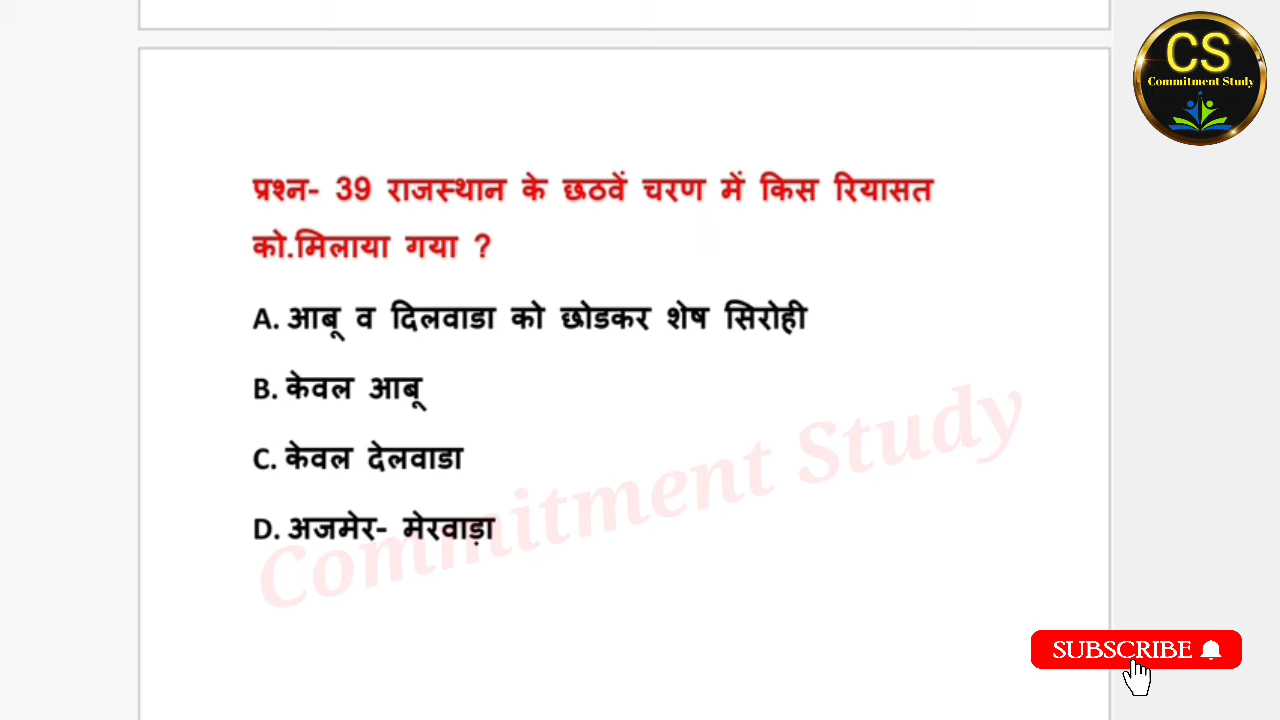 CS
Commitment Study
प्रश्न- 39 राजस्थान के छठवें चरण में किस रियासत
को.मिलाया गया ?
A. आबू व दिलवाडा को छोडकर शेष सिरोही
B. केवल आबू
C. केवल देलवाडा
D. अजमेर- मेरवाड़ा
Commitment Study
SUBSCRIBE